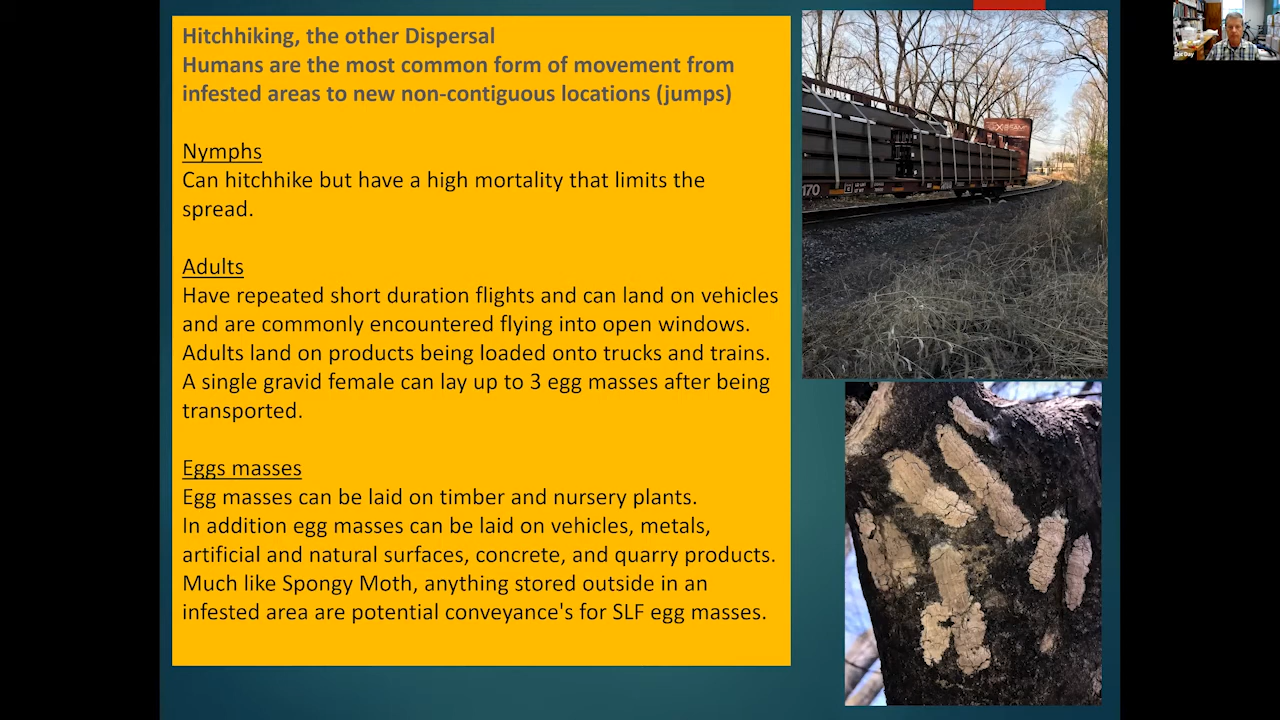 Hitchhiking, the other Dispersal
Humans are the most common form of movement from
infested areas to new non-contiguous locations (jumps)
Nymphs
Can hitchhike but have a high mortality that limits the
spread.
Adults
Have repeated short duration flights and can land on vehicles
and are commonly encountered flying into open windows.
Adults land on products being loaded onto trucks and trains.
A single gravid female can lay up to 3 egg masses after being
transported.
Eggs masses
Egg masses can be laid on timber and nursery plants.
In addition egg masses can be laid on vehicles, metals,
artificial and natural surfaces, concrete, and quarry products.
Much like Spongy Moth, anything stored outside in an
infested area are potential conveyance's for SLF egg masses.
170
Day